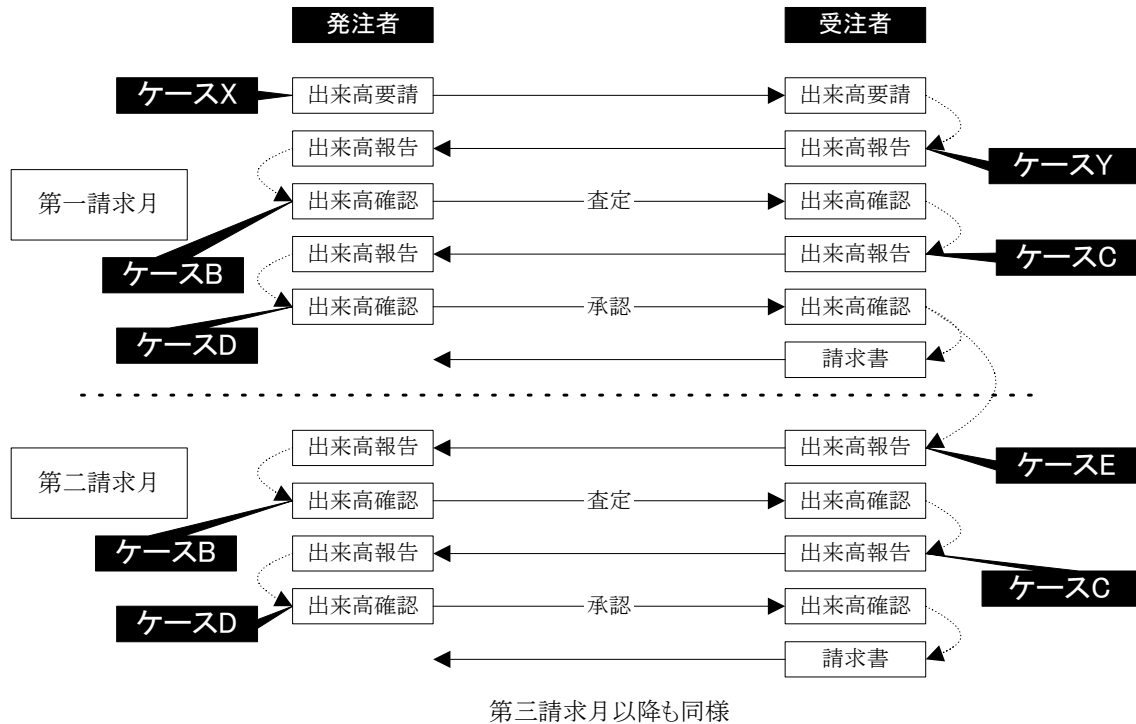 発注者 受注者
ケースX 出来高要請 出来高要請
出来高報告 出来高報告
ケースY
第一請求月 出来高確認 査定 出来高確認
出来高報告 出来高報告
ケースB ケースC
出来高確認 承認 出来高確認
ケースD 請求書
出来高報告 出来高報告
第二請求月 ケースE
出来高確認 査定 出来高確認
ケースB 出来高報告 出来高報告
ケースC
出来高確認 承認 出来高確認
ケースD
請求書
第三請求月以降も同様